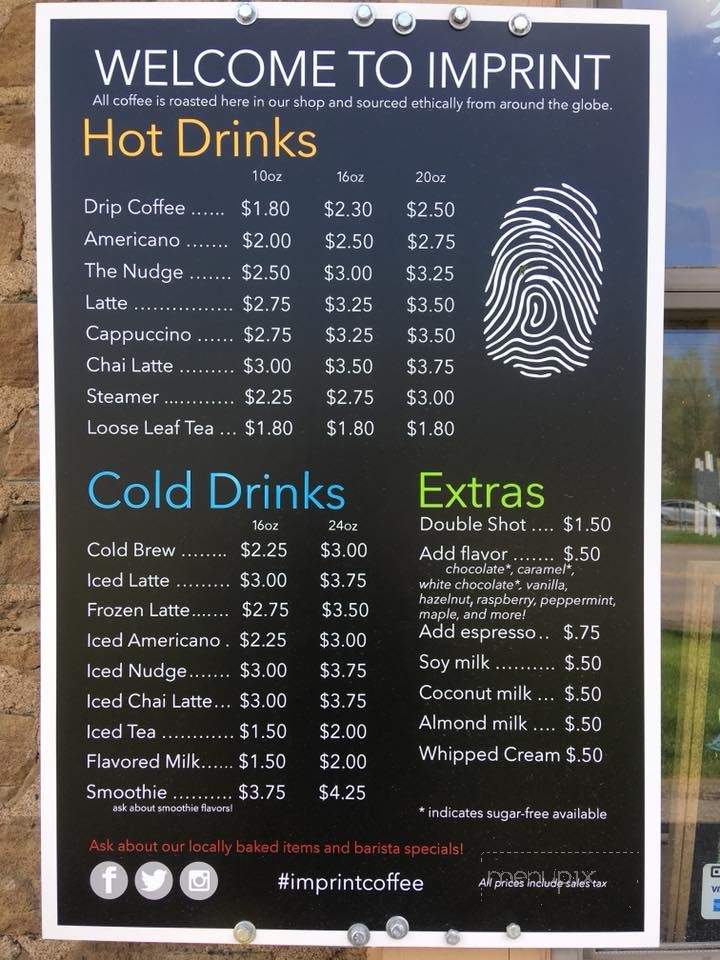 WELCOME TO IMPRINT
All coffee is roasted here in our shop and sourced ethically from around the globe.
Hot Drinks
10oz 16oz 20oz
Drip Coffee ...... $1.80 $2.30 $2.50
Americano ....... $2.00 $2.50 $2.75
The Nudge ....... $2.50 $3.00 $3.25
Latte ................ $2.75 $3.25 $3.50
Cappuccino ...... $2.75 $3.25 $3.50
Chai Latte ......... $3.00 $3.50 $3.75
Steamer ............ $2.25 $2.75 $3.00
Loose Leaf Tea ... $1.80 $1.80 $1.80
Cold Drinks
16oz 24oz
Cold Brew ........ $2.25 $3.00
Iced Latte ......... $3.00 $3.75
Frozen Latte....... $2.75 $3.50
Iced Americano . $2.25 $3.00
Iced Nudge....... $3.00 $3.75
Iced Chai Latte... $3.00 $3.75
Iced Tea ............ $1.50 $2.00
Flavored Milk...... $1.50 $2.00
Smoothie .......... $3.75 $4.25
ask about smoothie flavors!
Extras
Double Shot .... $1.50
Add flavor ....... $.50
chocolate*, caramel*,
white chocolate*, vanilla,
hazelnut, raspberry, peppermint,
maple, and more!
Add espresso.. $.75
Soy milk .......... $.50
Coconut milk ... $.50
Almond milk .... $.50
Whipped Cream $.50
* indicates sugar-free available
Ask about our locally baked items and barista specials!
#imprintcoffee
All prices include sales tax
menupix